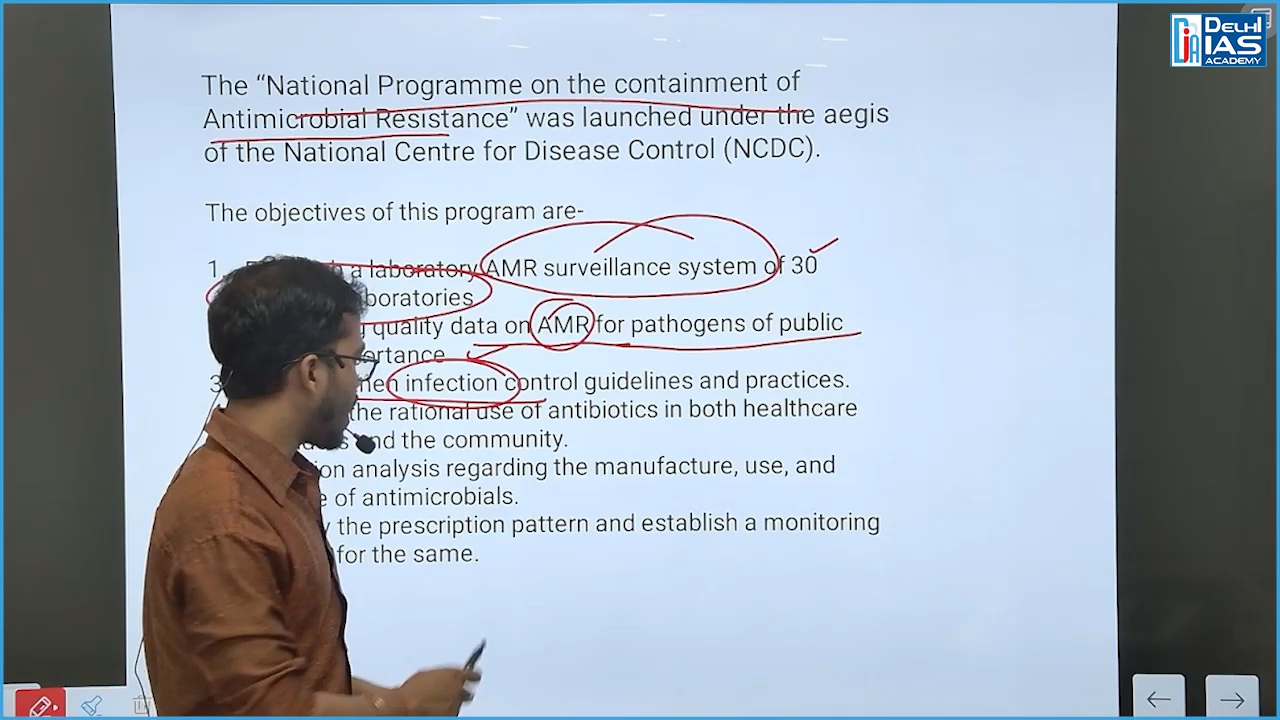 DELHI
IAS
ACADEMY
The “National Programme on the containment of
Antimicrobial Resistance” was launched under the aegis
of the National Centre for Disease Control (NCDC).
The objectives of this program are-
1. a laboratory AMR surveillance system of 30
quality data on AMR for pathogens of public
3 infection control guidelines and practices.
the rational use of antibiotics in both healthcare
and the community.
analysis regarding the manufacture, use, and
of antimicrobials.
the prescription pattern and establish a monitoring
for the same.